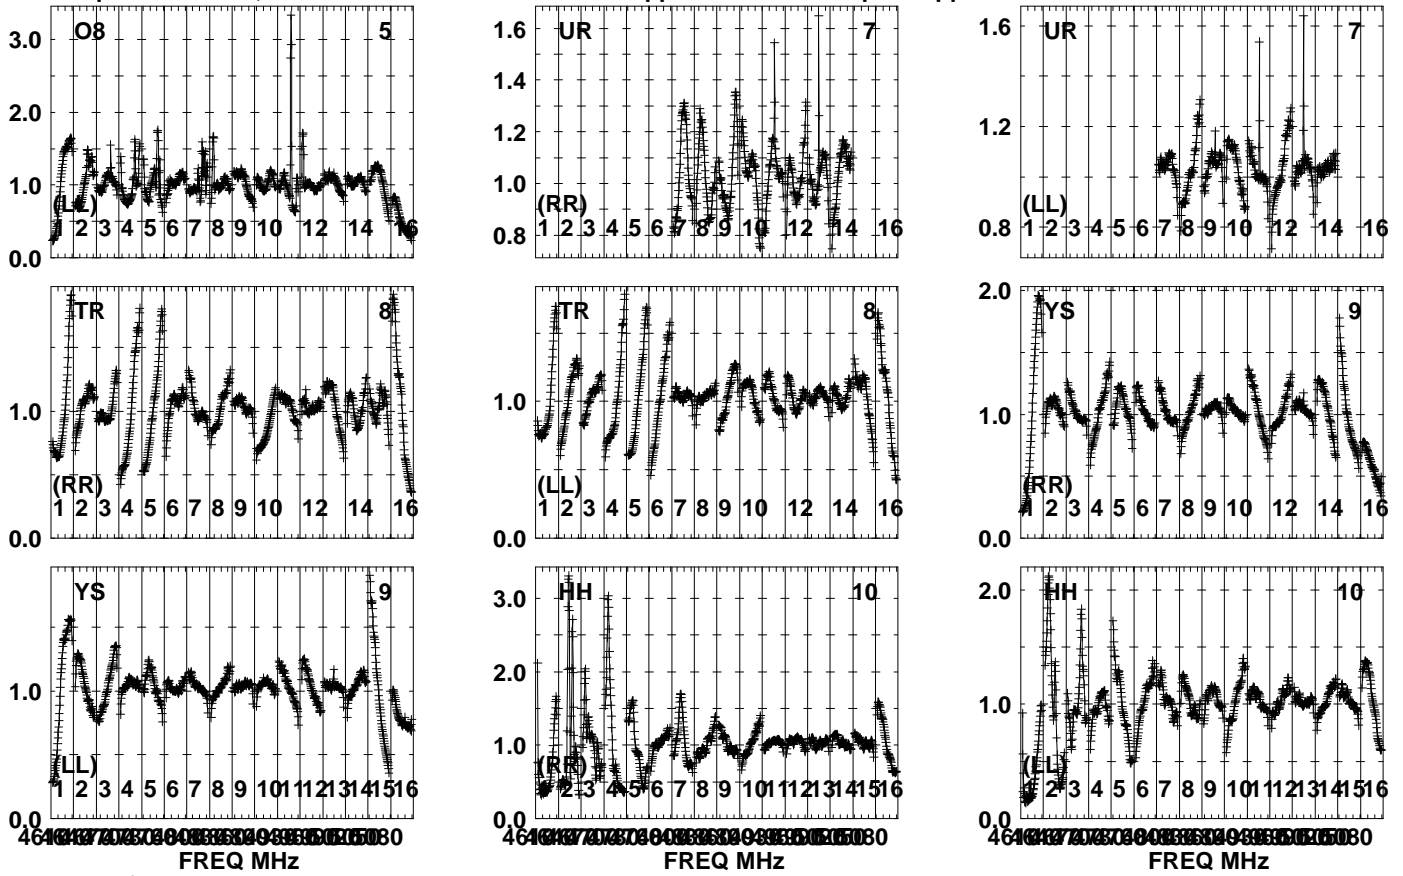 O8 5
3.0
2.0
1.0
0.0
(LL)
1 2 3 4 5 6 7 8 9 10 12 14 16
UR 7
1.6
1.4
1.2
1.0
0.8
(RR)
1 2 3 4 5 6 7 8 9 10 12 14
UR 7
1.6
1.2
0.8
(LL)
1 2 3 4 5 6 7 8 9 10 12 14 16
TR 8
1.0
0.0
(RR)
1 2 3 4 5 6 7 8 9 10 12 14 16
TR 8
1.0
0.0
(LL)
1 2 3 4 5 6 7 8 9 10 12 14 16
YS 9
2.0
1.0
0.0
(RR)
1 2 3 4 5 6 7 8 9 10 12 14 16
YS 9
1.0
0.0
(LL)
1 2 3 4 5 6 7 8 9 10 11 12 13 14 15
HH 10
3.0
2.0
1.0
0.0
(RR)
2 3 4 5 6 7 8 9 10 11 12 13 14 15 16
HH 10
2.0
1.0
0.0
(LL)
2 3 4 5 6 7 8 9 10 11 12 13 14 15 16
FREQ MHz
FREQ MHz
FREQ MHz